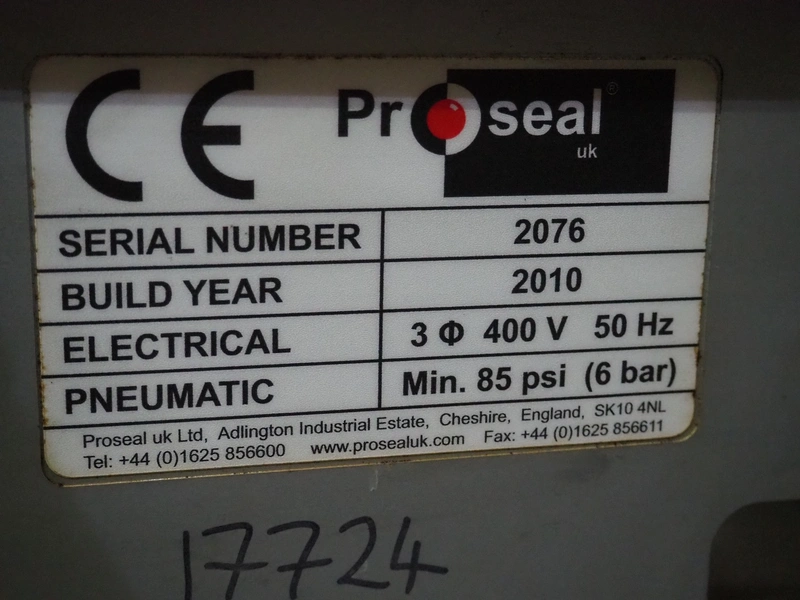 CE Proseal®
uk
SERIAL NUMBER 2076
BUILD YEAR 2010
ELECTRICAL 3 Φ 400 V 50 Hz
PNEUMATIC Min. 85 psi (6 bar)
Proseal uk Ltd, Adlington Industrial Estate, Cheshire, England, SK10 4NL
Tel: +44 (0)1625 856600 www.prosealuk.com Fax: +44 (0)1625 856611
17724